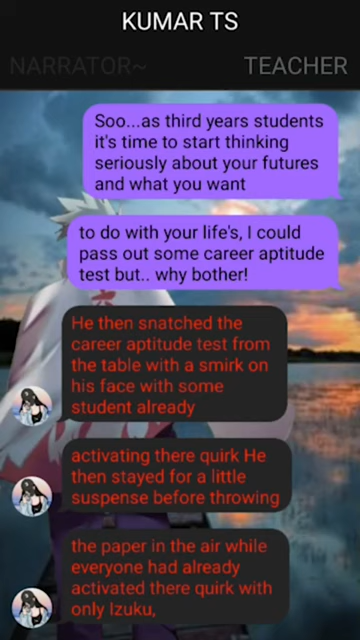 KUMAR TS
NARRATOR~ TEACHER
Soo...as third years students
it's time to start thinking
seriously about your futures
and what you want
to do with your life's, I could
pass out some career aptitude
test but.. why bother!
He then snatched the
career aptitude test from
the table with a smirk on
his face with some
student already
activating there quirk He
then stayed for a little
suspense before throwing
the paper in the air while
everyone had already
activated there quirk with
only Izuku,